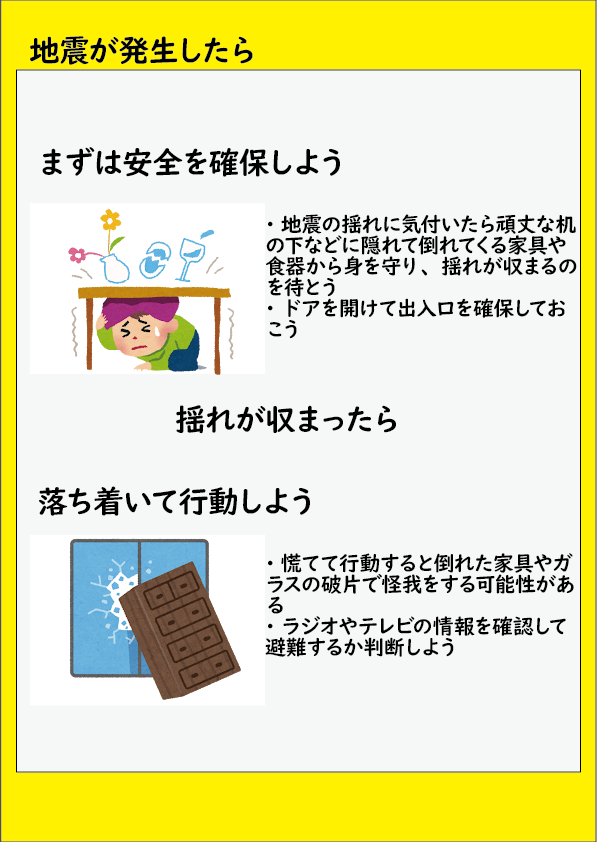 地震が発生したら
まずは安全を確保しよう
・地震の揺れに気付いたら頑丈な机
の下などに隠れて倒れてくる家具や
食器から身を守り、揺れが収まるの
を待とう
・ドアを開けて出入口を確保してお
こう
揺れが収まったら
落ち着いて行動しよう
・慌てて行動すると倒れた家具やガ
ラスの破片で怪我をする可能性があ
る
・ラジオやテレビの情報を確認して
避難するか判断しよう